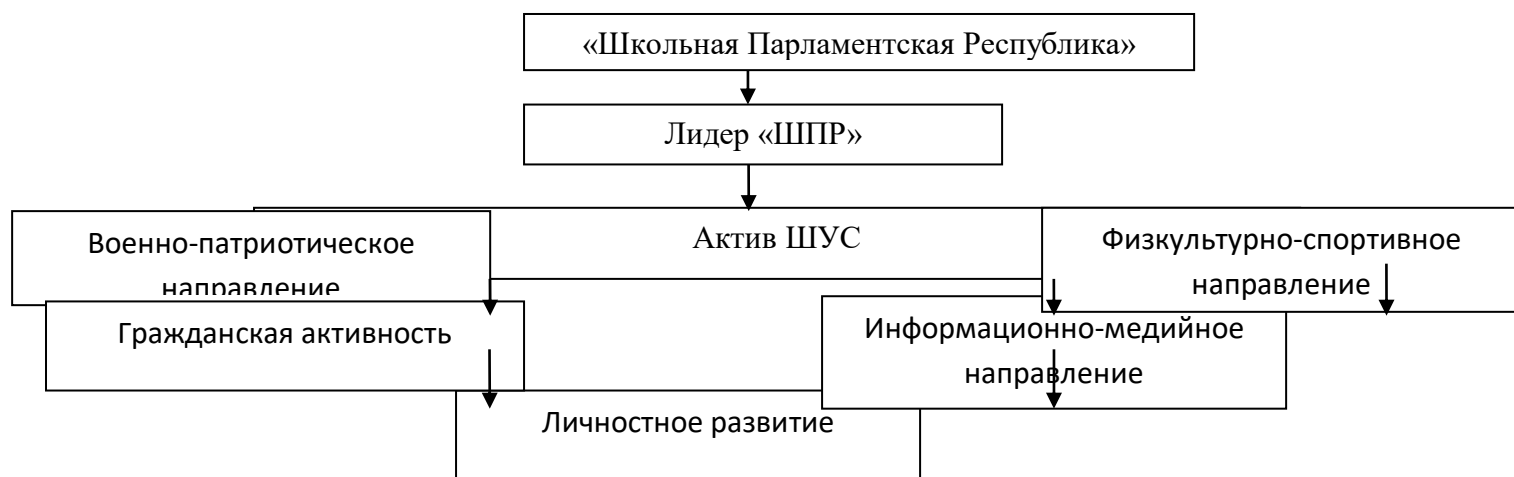 «Школьная Парламентская Республика»
Лидер «ШПР»
Актив ШУС
Военно-патриотическое
направление
Физкультурно-спортивное
направление
Гражданская активность
Информационно-медийное
направление
Личностное развитие